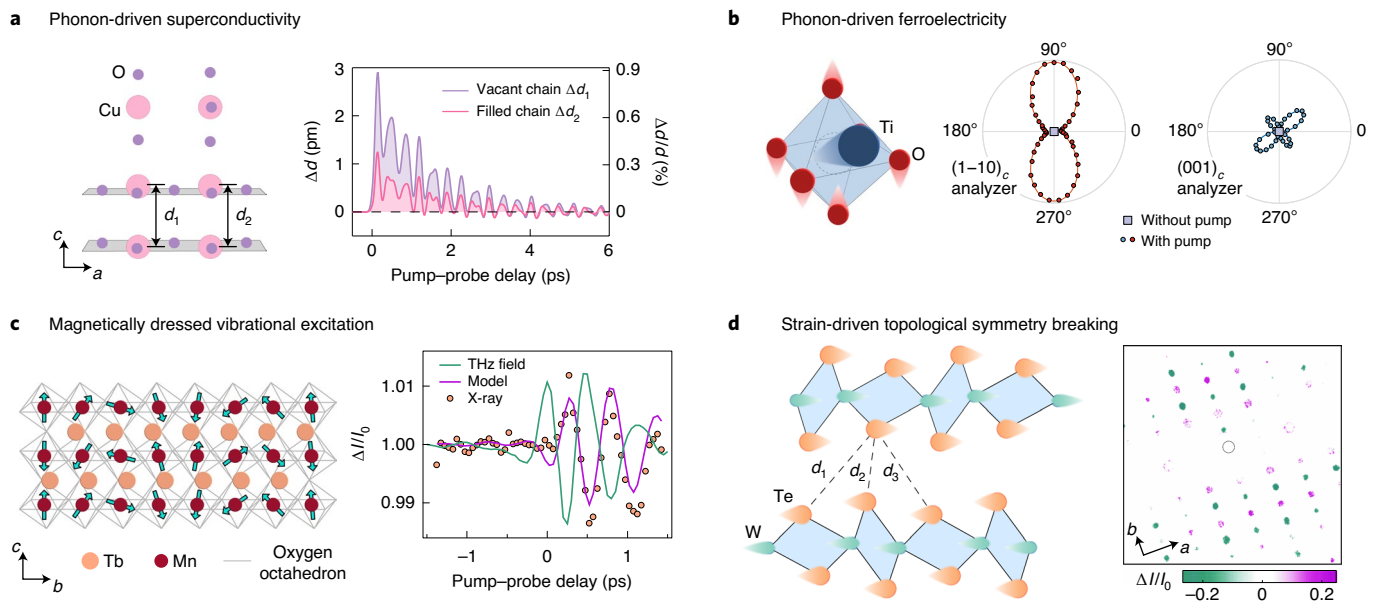 a Phonon-driven superconductivity
O
Cu
d1
d2
c
a
3
2
1
0
Δd (pm)
Vacant chain Δd1
Filled chain Δd2
0.9
0.6
0.3
0
Δd/d (%)
0 2 4 6
Pump–probe delay (ps)
b Phonon-driven ferroelectricity
Ti
O
90°
180°
0
270°
(1–10)c
analyzer
90°
180°
0
270°
(001)c
analyzer
Without pump
With pump
c Magnetically dressed vibrational excitation
c
b
Tb
Mn
Oxygen
octahedron
THz field
Model
X-ray
1.01
1.00
0.99
ΔI/I0
–1 0 1
Pump–probe delay (ps)
d Strain-driven topological symmetry breaking
d1
d2
d3
Te
W
b
a
ΔI/I0
–0.2 0 0.2